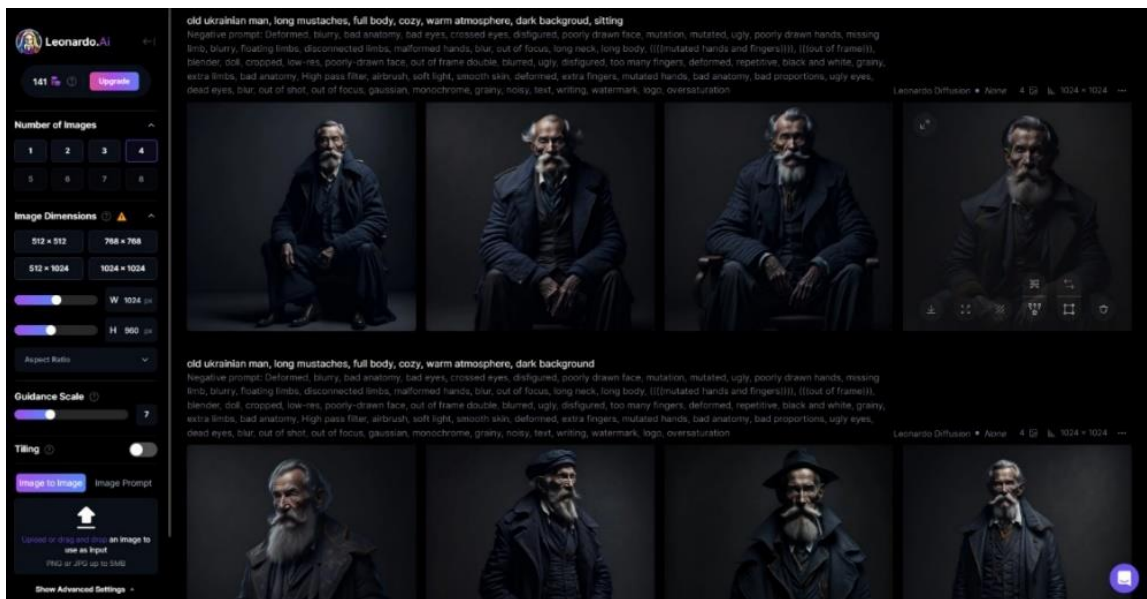 Leonardo.Ai
141
Upgrade
Number of Images
1 2 3 4
5 6 7 8
Image Dimensions
512 × 512 768 × 768
512 × 1024 1024 × 1024
W 1024 px
H 960 px
Aspect Ratio
Guidance Scale
7
Tiling
Image to Image Image Prompt
Upload or drag and drop an image to
use as input
PNG or JPG up to 5MB
Show Advanced Settings
old ukrainian man, long mustaches, full body, cozy, warm atmosphere, dark backgroud, sitting
Negative prompt: Deformed, blurry, bad anatomy, bad eyes, crossed eyes, disfigured, poorly drawn face, mutation, mutated, ugly, poorly drawn hands, missing
limb, blurry, floating limbs, disconnected limbs, malformed hands, blur, out of focus, long neck, long body, ((((mutated hands and fingers)))), (((out of frame))),
blender, doll, cropped, low-res, poorly-drawn face, out of frame double, blurred, ugly, disfigured, too many fingers, deformed, repetitive, black and white, grainy,
extra limbs, bad anatomy, High pass filter, airbrush, soft light, smooth skin, deformed, extra fingers, mutated hands, bad anatomy, bad proportions, ugly eyes,
dead eyes, blur, out of shot, out of focus, gaussian, monochrome, grainy, noisy, text, writing, watermark, logo, oversaturation
Leonardo Diffusion • None 4 1024 × 1024
old ukrainian man, long mustaches, full body, cozy, warm atmosphere, dark background
Negative prompt: Deformed, blurry, bad anatomy, bad eyes, crossed eyes, disfigured, poorly drawn face, mutation, mutated, ugly, poorly drawn hands, missing
limb, blurry, floating limbs, disconnected limbs, malformed hands, blur, out of focus, long neck, long body, ((((mutated hands and fingers)))), (((out of frame))),
blender, doll, cropped, low-res, poorly-drawn face, out of frame double, blurred, ugly, disfigured, too many fingers, deformed, repetitive, black and white, grainy,
extra limbs, bad anatomy, High pass filter, airbrush, soft light, smooth skin, deformed, extra fingers, mutated hands, bad anatomy, bad proportions, ugly eyes,
dead eyes, blur, out of shot, out of focus, gaussian, monochrome, grainy, noisy, text, writing, watermark, logo, oversaturation
Leonardo Diffusion • None 4 1024 × 1024